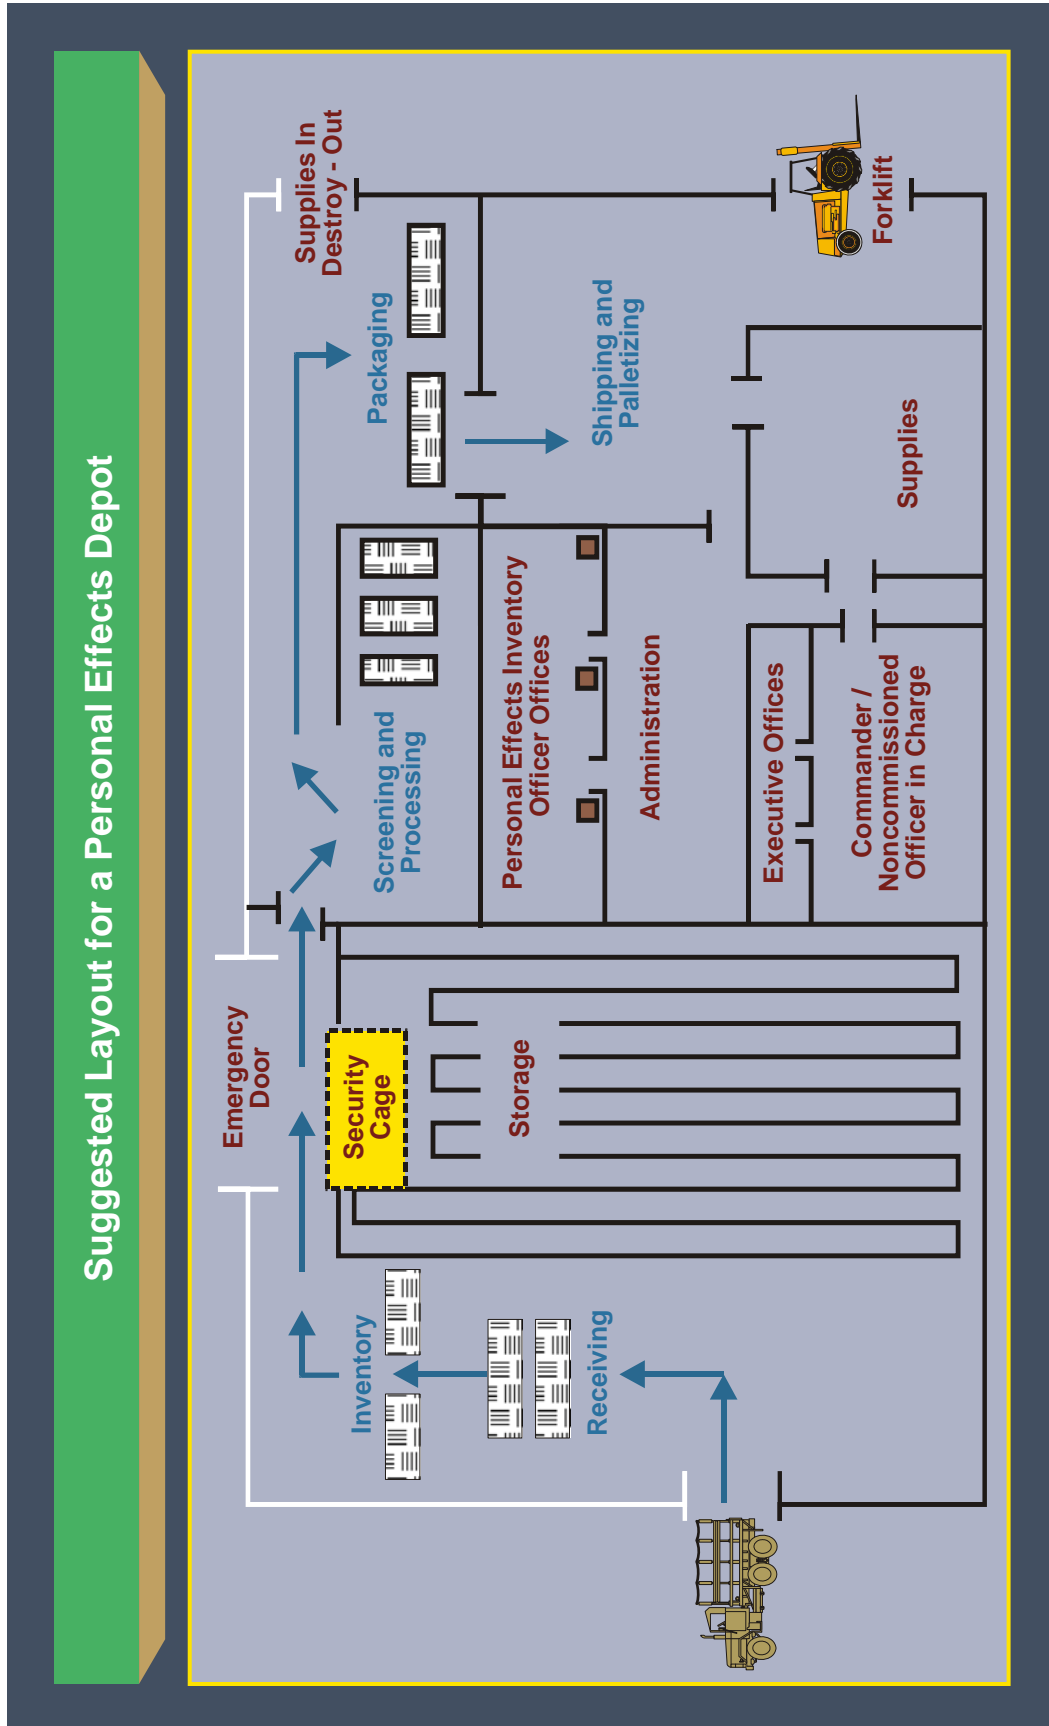 Suggested Layout for a Personal Effects Depot
Emergency
Door
Supplies In
Destroy - Out
Inventory
Security
Cage
Screening and
Processing
Packaging
Receiving
Storage
Personal Effects Inventory
Officer Offices
Shipping and
Palletizing
Administration
Executive Offices
Commander /
Noncommissioned
Officer in Charge
Supplies
Forklift